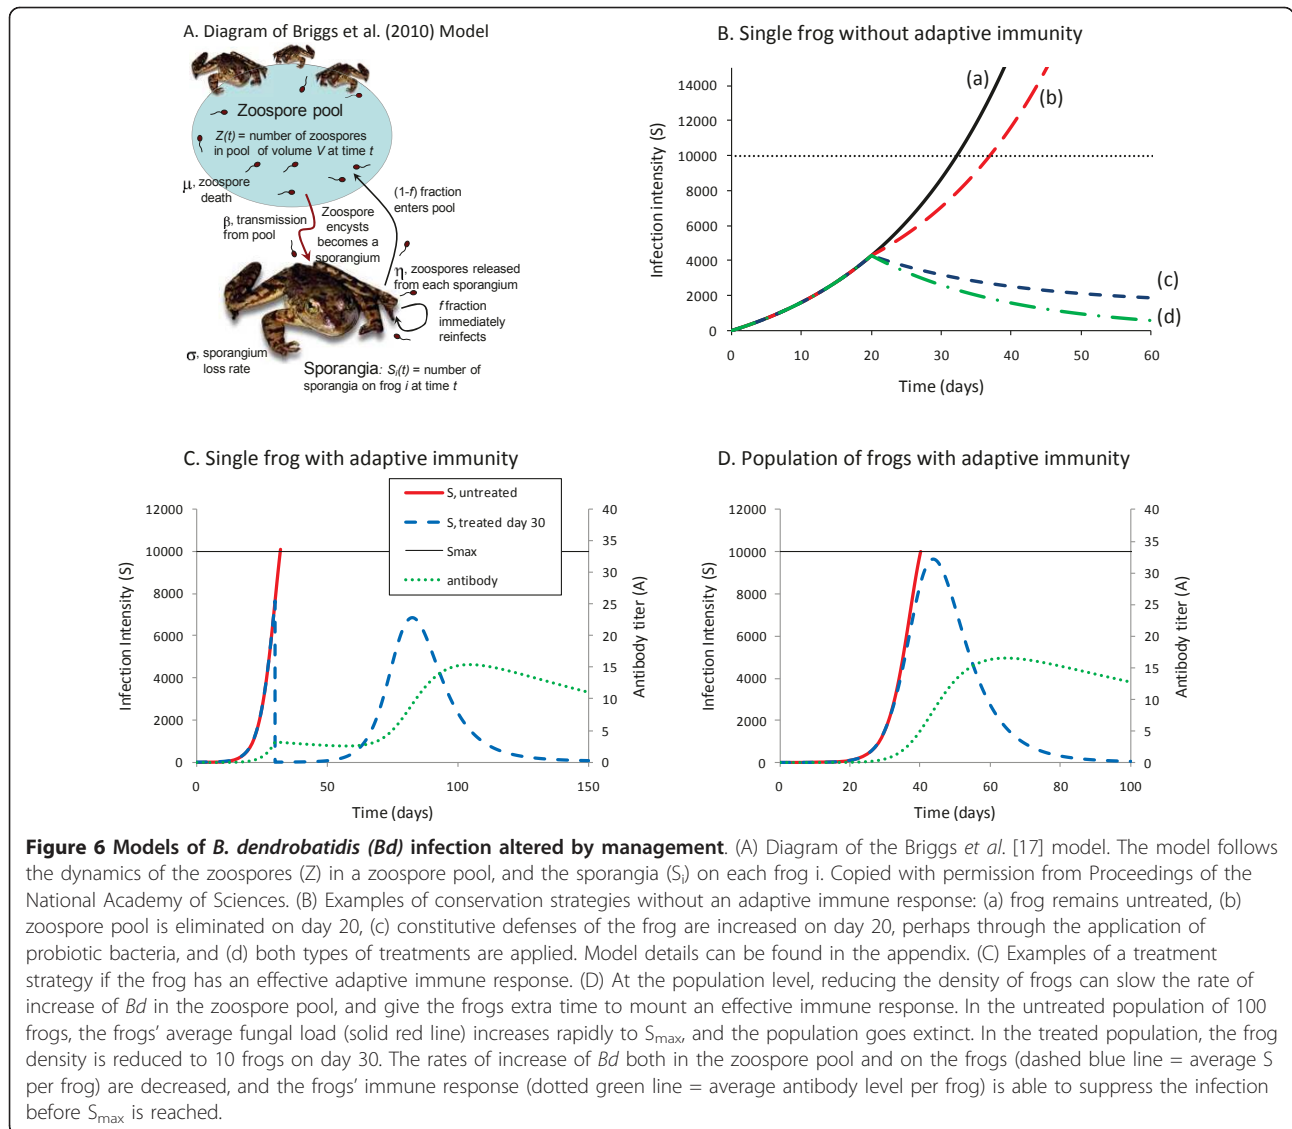 A. Diagram of Briggs et al. (2010) Model
Zoospore pool
Z(t) = number of zoospores
in pool of volume V at time t
μ, zoospore
death
β, transmission
from pool
Zoospore
encysts
becomes a
sporangium
(1-f) fraction
enters pool
η, zoospores released
from each sporangium
f fraction
immediately
reinfects
σ, sporangium
loss rate
Sporangia: Si(t) = number of
sporangia on frog i at time t
B. Single frog without adaptive immunity
Infection intensity (S)
14000
12000
10000
8000
6000
4000
2000
0
(a)
(b)
(c)
(d)
0 10 20 30 40 50 60
Time (days)
C. Single frog with adaptive immunity
S, untreated
S, treated day 30
Smax
antibody
Infection Intensity (S)
12000
10000
8000
6000
4000
2000
0
40
35
30
25
20
15
10
5
0
Antibody titer (A)
0 50 100 150
Time (days)
D. Population of frogs with adaptive immunity
Infection Intensity (S)
12000
10000
8000
6000
4000
2000
0
40
35
30
25
20
15
10
5
0
Antibody titer (A)
0 20 40 60 80 100
Time (days)
Figure 6 Models of B. dendrobatidis (Bd) infection altered by management. (A) Diagram of the Briggs et al. [17] model. The model follows
the dynamics of the zoospores (Z) in a zoospore pool, and the sporangia (Si) on each frog i. Copied with permission from Proceedings of the
National Academy of Sciences. (B) Examples of conservation strategies without an adaptive immune response: (a) frog remains untreated, (b)
zoospore pool is eliminated on day 20, (c) constitutive defenses of the frog are increased on day 20, perhaps through the application of
probiotic bacteria, and (d) both types of treatments are applied. Model details can be found in the appendix. (C) Examples of a treatment
strategy if the frog has an effective adaptive immune response. (D) At the population level, reducing the density of frogs can slow the rate of
increase of Bd in the zoospore pool, and give the frogs extra time to mount an effective immune response. In the untreated population of 100
frogs, the frogs' average fungal load (solid red line) increases rapidly to Smax, and the population goes extinct. In the treated population, the frog
density is reduced to 10 frogs on day 30. The rates of increase of Bd both in the zoospore pool and on the frogs (dashed blue line = average S
per frog) are decreased, and the frogs' immune response (dotted green line = average antibody level per frog) is able to suppress the infection
before Smax is reached.